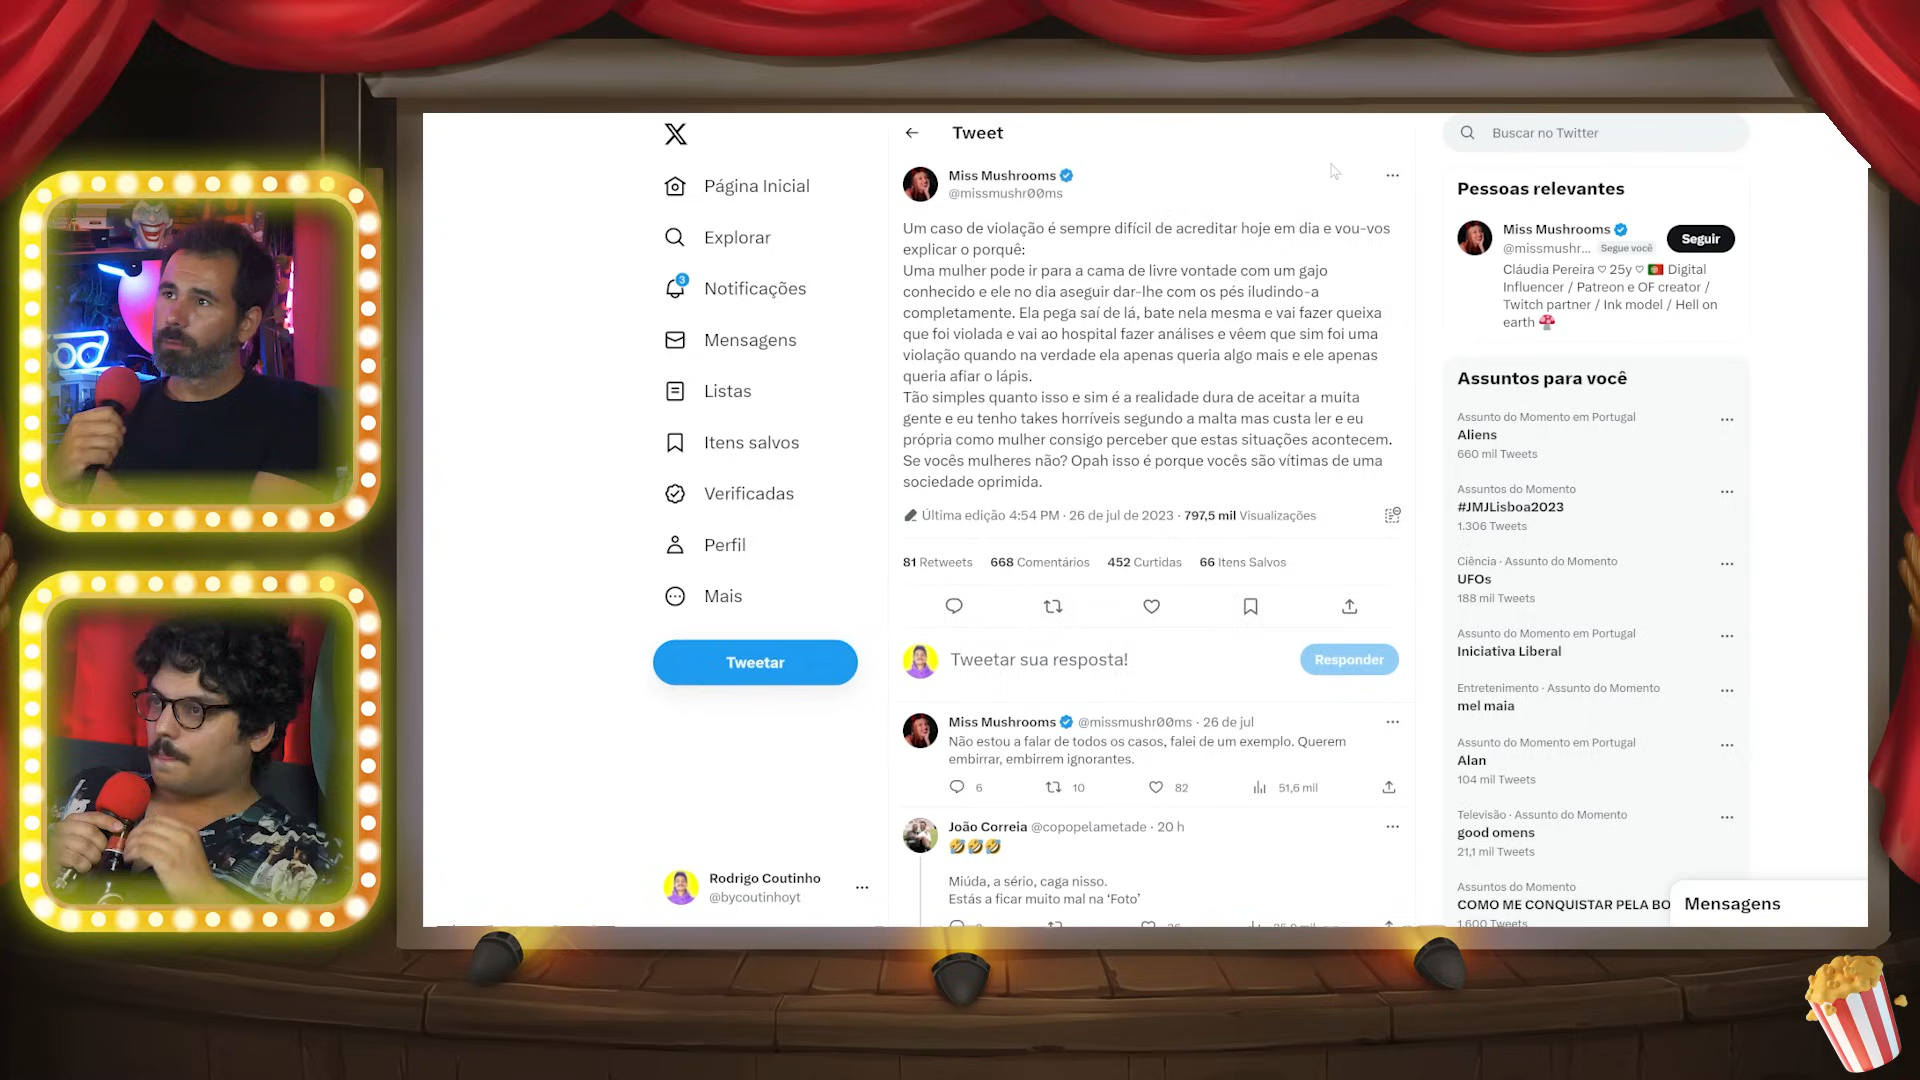 Página Inicial
Explorar
3
Notificações
Mensagens
Listas
Itens salvos
Verificadas
Perfil
Mais
Tweetar
Rodrigo Coutinho
@bycoutinhoyt
Tweet
Miss Mushrooms
@missmushr00ms
Um caso de violação é sempre difícil de acreditar hoje em dia e vou-vos
explicar o porquê:
Uma mulher pode ir para a cama de livre vontade com um gajo
conhecido e ele no dia aseguir dar-lhe com os pés iludindo-a
completamente. Ela pega saí de lá, bate nela mesma e vai fazer queixa
que foi violada e vai ao hospital fazer análises e vêem que sim foi uma
violação quando na verdade ela apenas queria algo mais e ele apenas
queria afiar o lápis.
Tão simples quanto isso e sim é a realidade dura de aceitar a muita
gente e eu tenho takes horríveis segundo a malta mas custa ler e eu
própria como mulher consigo perceber que estas situações acontecem.
Se vocês mulheres não? Opah isso é porque vocês são vítimas de uma
sociedade oprimida.
Última edição 4:54 PM · 26 de jul de 2023 · 797,5 mil Visualizações
81 Retweets 668 Comentários 452 Curtidas 66 Itens Salvos
Tweetar sua resposta!
Responder
Miss Mushrooms @missmushr00ms · 26 de jul
Não estou a falar de todos os casos, falei de um exemplo. Querem
embirrar, embirrem ignorantes.
6 10 82 51,6 mil
João Correia @copopelametade · 20 h
🤣🤣🤣
Miúda, a sério, caga nisso.
Estás a ficar muito mal na ‘Foto’
Buscar no Twitter
Pessoas relevantes
Miss Mushrooms
@missmushr... Segue você
Seguir
Cláudia Pereira ♡ 25y ♡ 🇵🇹 Digital
Influencer / Patreon e OF creator /
Twitch partner / Ink model / Hell on
earth 🍄
Assuntos para você
Assunto do Momento em Portugal
Aliens
660 mil Tweets
Assuntos do Momento
#JMJLisboa2023
1.306 Tweets
Ciência · Assunto do Momento
UFOs
188 mil Tweets
Assunto do Momento em Portugal
Iniciativa Liberal
Entretenimento · Assunto do Momento
mel maia
Assunto do Momento em Portugal
Alan
104 mil Tweets
Televisão · Assunto do Momento
good omens
21,1 mil Tweets
Assuntos do Momento
COMO ME CONQUISTAR PELA BO
1.600 Tweets
Mensagens